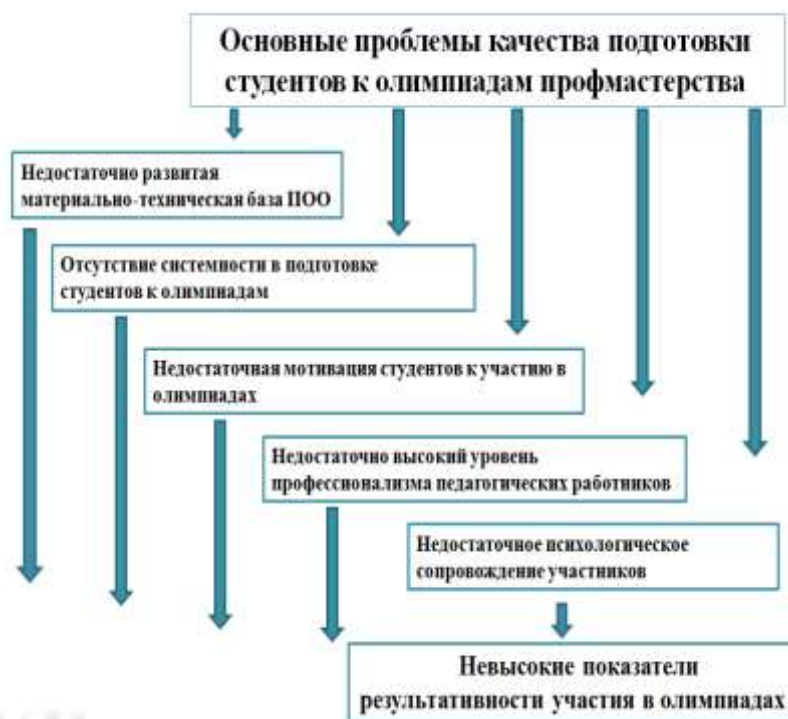 Основные проблемы качества подготовки
студентов к олимпиадам профмастерства
Недостаточно развитая
материально-техническая база ПОО
Отсутствие системности в подготовке
студентов к олимпиадам
Недостаточная мотивация студентов к участию в
олимпиадах
Недостаточно высокий уровень
профессионализма педагогических работников
Недостаточное психологическое
сопровождение участников
Невысокие показатели
результативности участия в олимпиадах